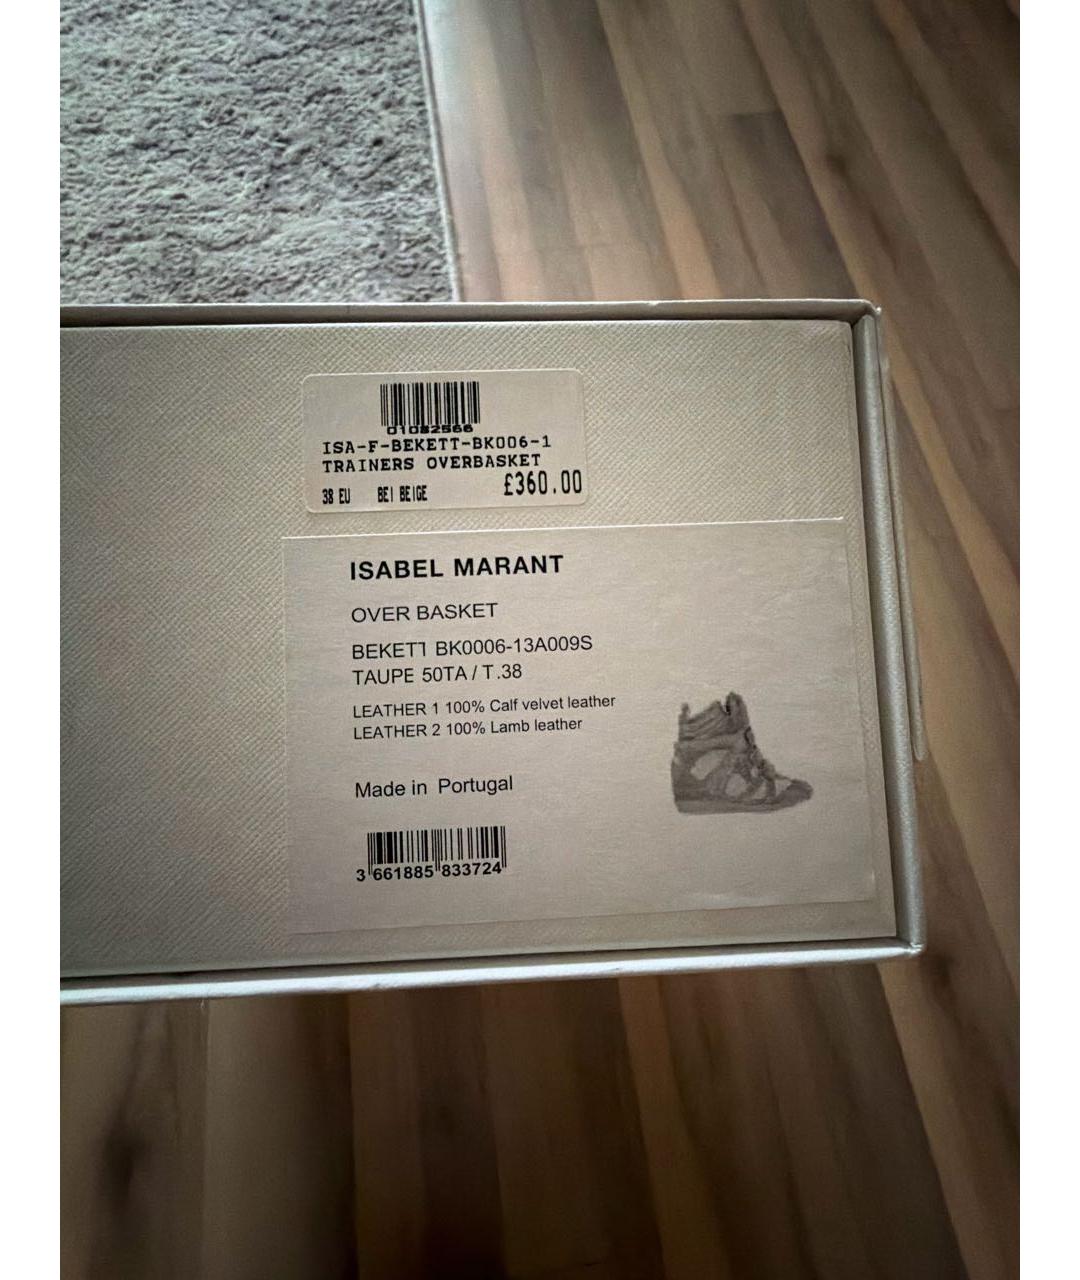 01082566
ISA-F-BEKETT-BK006-1
TRAINERS OVERBASKET
38 EU BEI BEIGE £360.00
ISABEL MARANT
OVER BASKET
BEKETT BK0006-13A009S
TAUPE 50TA / T.38
LEATHER 1 100% Calf velvet leather
LEATHER 2 100% Lamb leather
Made in Portugal
3 661885 833724